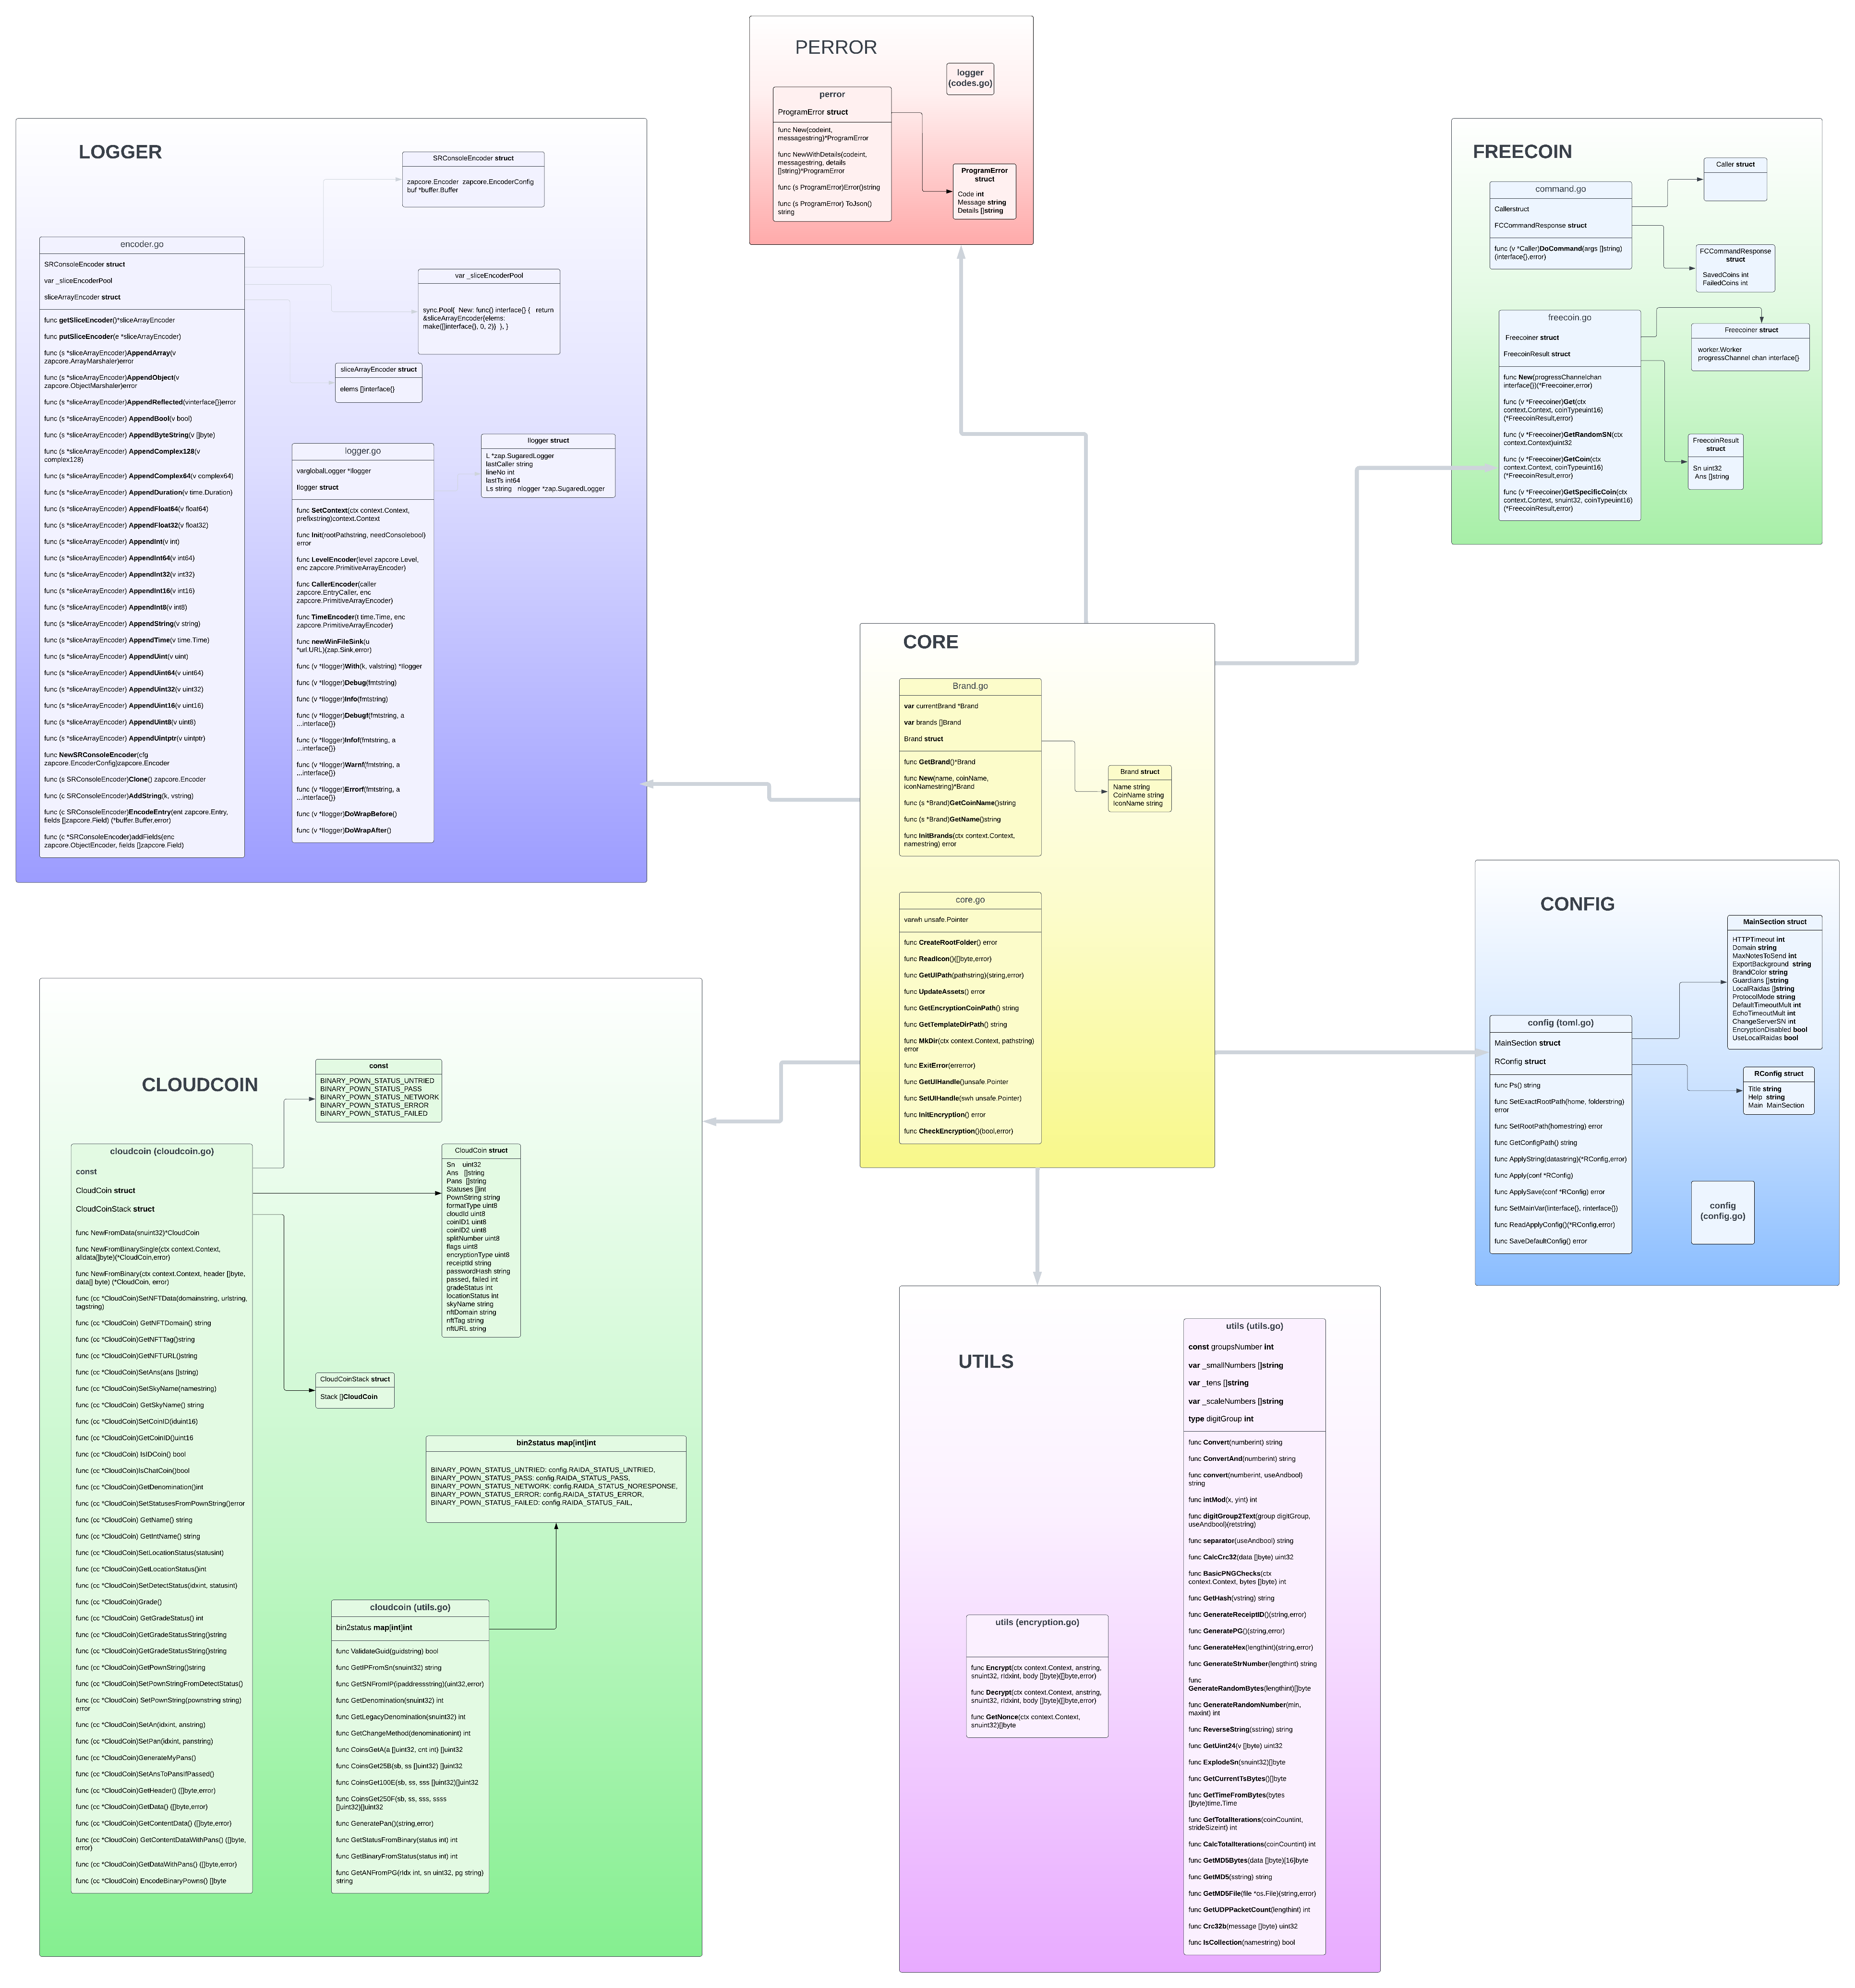 PERROR
logger
(codes.go)
perror
ProgramError struct
func New(codeint,
messagestring)*ProgramError
func NewWithDetails(codeint,
messagestring, details
[]string)*ProgramError
func (s ProgramError)Error()string
func (s ProgramError) ToJson()
string
ProgramError
struct
Code int
Message string
Details []string
LOGGER
SRConsoleEncoder struct
zapcore.Encoder  zapcore.EncoderConfig
buf *buffer.Buffer
encoder.go
SRConsoleEncoder struct
var _sliceEncoderPool
sliceArrayEncoder struct
func getSliceEncoder()*sliceArrayEncoder
func putSliceEncoder(e *sliceArrayEncoder)
func (s *sliceArrayEncoder)AppendArray(v
zapcore.ArrayMarshaler)error
func (s *sliceArrayEncoder)AppendObject(v
zapcore.ObjectMarshaler)error
func (s *sliceArrayEncoder)AppendReflected(vinterface{})error
func (s *sliceArrayEncoder) AppendBool(v bool)
func (s *sliceArrayEncoder) AppendByteString(v []byte)
func (s *sliceArrayEncoder) AppendComplex128(v
complex128)
func (s *sliceArrayEncoder) AppendComplex64(v complex64)
func (s *sliceArrayEncoder) AppendDuration(v time.Duration)
func (s *sliceArrayEncoder) AppendFloat64(v float64)
func (s *sliceArrayEncoder) AppendFloat32(v float32)
func (s *sliceArrayEncoder) AppendInt(v int)
func (s *sliceArrayEncoder) AppendInt64(v int64)
func (s *sliceArrayEncoder) AppendInt32(v int32)
func (s *sliceArrayEncoder) AppendInt16(v int16)
func (s *sliceArrayEncoder) AppendInt8(v int8)
func (s *sliceArrayEncoder) AppendString(v string)
func (s *sliceArrayEncoder) AppendTime(v time.Time)
func (s *sliceArrayEncoder) AppendUint(v uint)
func (s *sliceArrayEncoder) AppendUint64(v uint64)
func (s *sliceArrayEncoder) AppendUint32(v uint32)
func (s *sliceArrayEncoder) AppendUint16(v uint16)
func (s *sliceArrayEncoder) AppendUint8(v uint8)
func (s *sliceArrayEncoder) AppendUintptr(v uintptr)
func NewSRConsoleEncoder(cfg
zapcore.EncoderConfig)zapcore.Encoder
func (s SRConsoleEncoder)Clone() zapcore.Encoder
func (c SRConsoleEncoder)AddString(k, vstring)
func (c SRConsoleEncoder)EncodeEntry(ent zapcore.Entry,
fields []zapcore.Field) (*buffer.Buffer,error)
func (c *SRConsoleEncoder)addFields(enc
zapcore.ObjectEncoder, fields []zapcore.Field)
var _sliceEncoderPool
sync.Pool{  New: func() interface{} {   return
&sliceArrayEncoder{elems:
make([]interface{}, 0, 2)}  }, }
sliceArrayEncoder struct
elems []interface{}
logger.go
varglobalLogger *llogger
llogger struct
func SetContext(ctx context.Context,
prefixstring)context.Context
func Init(rootPathstring, needConsolebool)
error
func LevelEncoder(level zapcore.Level,
enc zapcore.PrimitiveArrayEncoder)
func CallerEncoder(caller
zapcore.EntryCaller, enc
zapcore.PrimitiveArrayEncoder)
func TimeEncoder(t time.Time, enc
zapcore.PrimitiveArrayEncoder)
func newWinFileSink(u
*url.URL)(zap.Sink,error)
func (v *llogger)With(k, valstring) *llogger
func (v *llogger)Debug(fmtstring)
func (v *llogger)Info(fmtstring)
func (v *llogger)Debugf(fmtstring, a
...interface{})
func (v *llogger)Infof(fmtstring, a
...interface{})
func (v *llogger)Warnf(fmtstring, a
...interface{})
func (v *llogger)Errorf(fmtstring, a
...interface{})
func (v *llogger)DoWrapBefore()
func (v *llogger)DoWrapAfter()
llogger struct
L *zap.SugaredLogger
lastCaller string
lineNo int
lastTs int64
Ls string   nlogger *zap.SugaredLogger
FREECOIN
Caller struct
command.go
Callerstruct
FCCommandResponse struct
func (v *Caller)DoCommand(args []string)
(interface{},error)
FCCommandResponse
struct
SavedCoins int
FailedCoins int
freecoin.go
Freecoiner struct
FreecoinResult struct
func New(progressChannelchan
interface{})(*Freecoiner,error)
func (v *Freecoiner)Get(ctx
context.Context, coinTypeuint16)
(*FreecoinResult,error)
func (v *Freecoiner)GetRandomSN(ctx
context.Context)uint32
func (v *Freecoiner)GetCoin(ctx
context.Context, coinTypeuint16)
(*FreecoinResult,error)
func (v *Freecoiner)GetSpecificCoin(ctx
context.Context, snuint32, coinTypeuint16)
(*FreecoinResult,error)
Freecoiner struct
worker.Worker
progressChannel chan interface{}
FreecoinResult
struct
Sn uint32
Ans []string
CORE
Brand.go
var currentBrand *Brand
var brands []Brand
Brand struct
func GetBrand()*Brand
func New(name, coinName,
iconNamestring)*Brand
func (s *Brand)GetCoinName()string
func (s *Brand)GetName()string
func InitBrands(ctx context.Context,
namestring) error
Brand struct
Name string
CoinName string
IconName string
core.go
varwh unsafe.Pointer
func CreateRootFolder() error
func ReadIcon()([]byte,error)
func GetUIPath(pathstring)(string,error)
func UpdateAssets() error
func GetEncryptionCoinPath() string
func GetTemplateDirPath() string
func MkDir(ctx context.Context, pathstring)
error
func ExitError(errerror)
func GetUIHandle()unsafe.Pointer
func SetUIHandle(swh unsafe.Pointer)
func InitEncryption() error
func CheckEncryption()(bool,error)
CONFIG
MainSection struct
HTTPTimeout int
Domain string
MaxNotesToSend int
ExportBackground  string
BrandColor string
Guardians []string
LocalRaidas []string
ProtocolMode string
DefaultTimeoutMult int
EchoTimeoutMult int
ChangeServerSN int
EncryptionDisabled bool
UseLocalRaidas bool
config (toml.go)
MainSection struct
RConfig struct
func Ps() string
func SetExactRootPath(home, folderstring)
error
func SetRootPath(homestring) error
func GetConfigPath() string
func ApplyString(datastring)(*RConfig,error)
func Apply(conf *RConfig)
func ApplySave(conf *RConfig) error
func SetMainVar(linterface{}, rinterface{})
func ReadApplyConfig()(*RConfig,error)
func SaveDefaultConfig() error
RConfig struct
Title string
Help  string
Main  MainSection
config
(config.go)
CLOUDCOIN
const
BINARY_POWN_STATUS_UNTRIED
BINARY_POWN_STATUS_PASS
BINARY_POWN_STATUS_NETWORK
BINARY_POWN_STATUS_ERROR
BINARY_POWN_STATUS_FAILED
cloudcoin (cloudcoin.go)
const
CloudCoin struct
CloudCoinStack struct
func NewFromData(snuint32)*CloudCoin
func NewFromBinarySingle(ctx context.Context,
alldata[]byte)(*CloudCoin,error)
func NewFromBinary(ctx context.Context, header []byte,
data[] byte) (*CloudCoin, error)
func (cc *CloudCoin)SetNFTData(domainstring, urlstring,
tagstring)
func (cc *CloudCoin) GetNFTDomain() string
func (cc *CloudCoin)GetNFTTag()string
func (cc *CloudCoin)GetNFTURL()string
func (cc *CloudCoin)SetAns(ans []string)
func (cc *CloudCoin)SetSkyName(namestring)
func (cc *CloudCoin) GetSkyName() string
func (cc *CloudCoin)SetCoinID(iduint16)
func (cc *CloudCoin)GetCoinID()uint16
func (cc *CloudCoin) IsIDCoin() bool
func (cc *CloudCoin)IsChatCoin()bool
func (cc *CloudCoin)GetDenomination()int
func (cc *CloudCoin)SetStatusesFromPownString()error
func (cc *CloudCoin) GetName() string
func (cc *CloudCoin) GetIntName() string
func (cc *CloudCoin)SetLocationStatus(statusint)
func (cc *CloudCoin)GetLocationStatus()int
func (cc *CloudCoin)SetDetectStatus(idxint, statusint)
func (cc *CloudCoin)Grade()
func (cc *CloudCoin) GetGradeStatus() int
func (cc *CloudCoin)GetGradeStatusString()string
func (cc *CloudCoin)GetGradeStatusString()string
func (cc *CloudCoin)GetPownString()string
func (cc *CloudCoin)SetPownStringFromDetectStatus()
func (cc *CloudCoin) SetPownString(pownstring string)
error
func (cc *CloudCoin)SetAn(idxint, anstring)
func (cc *CloudCoin)SetPan(idxint, panstring)
func (cc *CloudCoin)GenerateMyPans()
func (cc *CloudCoin)SetAnsToPansIfPassed()
func (cc *CloudCoin)GetHeader() ([]byte,error)
func (cc *CloudCoin)GetData() ([]byte,error)
func (cc *CloudCoin)GetContentData() ([]byte,error)
func (cc *CloudCoin) GetContentDataWithPans() ([]byte,
error)
func (cc *CloudCoin)GetDataWithPans() ([]byte,error)
func (cc *CloudCoin) EncodeBinaryPowns() []byte
CloudCoin struct
Sn    uint32
Ans   []string
Pans  []string
Statuses []int
PownString string
formatType uint8
cloudId uint8
coinID1 uint8
coinID2 uint8
splitNumber uint8
flags uint8
encryptionType uint8
receiptId string
passwordHash string
passed, failed int
gradeStatus int
locationStatus int
skyName string
nftDomain string
nftTag string
nftURL string
CloudCoinStack struct
Stack []CloudCoin
bin2status map[int]int
BINARY_POWN_STATUS_UNTRIED: config.RAIDA_STATUS_UNTRIED,
BINARY_POWN_STATUS_PASS: config.RAIDA_STATUS_PASS,
BINARY_POWN_STATUS_NETWORK: config.RAIDA_STATUS_NORESPONSE,
BINARY_POWN_STATUS_ERROR: config.RAIDA_STATUS_ERROR,
BINARY_POWN_STATUS_FAILED: config.RAIDA_STATUS_FAIL,
cloudcoin (utils.go)
bin2status map[int]int
func ValidateGuid(guidstring) bool
func GetIPFromSn(snuint32) string
func GetSNFromIP(ipaddressstring)(uint32,error)
func GetDenomination(snuint32) int
func GetLegacyDenomination(snuint32) int
func GetChangeMethod(denominationint) int
func CoinsGetA(a []uint32, cnt int) []uint32
func CoinsGet25B(sb, ss []uint32) []uint32
func CoinsGet100E(sb, ss, sss []uint32)[]uint32
func CoinsGet250F(sb, ss, sss, ssss
[]uint32)[]uint32
func GeneratePan()(string,error)
func GetStatusFromBinary(status int) int
func GetBinaryFromStatus(status int) int
func GetANFromPG(rIdx int, sn uint32, pg string)
string
UTILS
utils (encryption.go)
func Encrypt(ctx context.Context, anstring,
snuint32, rIdxint, body []byte)([]byte,error)
func Decrypt(ctx context.Context, anstring,
snuint32, rIdxint, body []byte)([]byte,error)
func GetNonce(ctx context.Context,
snuint32)[]byte
utils (utils.go)
const groupsNumber int
var _smallNumbers []string
var _tens []string
var _scaleNumbers []string
type digitGroup int
func Convert(numberint) string
func ConvertAnd(numberint) string
func convert(numberint, useAndbool)
string
func intMod(x, yint) int
func digitGroup2Text(group digitGroup,
useAndbool)(retstring)
func separator(useAndbool) string
func CalcCrc32(data []byte) uint32
func BasicPNGChecks(ctx
context.Context, bytes []byte) int
func GetHash(vstring) string
func GenerateReceiptID()(string,error)
func GeneratePG()(string,error)
func GenerateHex(lengthint)(string,error)
func GenerateStrNumber(lengthint) string
func
GenerateRandomBytes(lengthint)[]byte
func GenerateRandomNumber(min,
maxint) int
func ReverseString(sstring) string
func GetUint24(v []byte) uint32
func ExplodeSn(snuint32)[]byte
func GetCurrentTsBytes()[]byte
func GetTimeFromBytes(bytes
[]byte)time.Time
func GetTotalIterations(coinCountint,
strideSizeint) int
func CalcTotalIterations(coinCountint) int
func GetMD5Bytes(data []byte)[16]byte
func GetMD5(sstring) string
func GetMD5File(file *os.File)(string,error)
func GetUDPPacketCount(lengthint) int
func Crc32b(message []byte) uint32
func IsCollection(namestring) bool